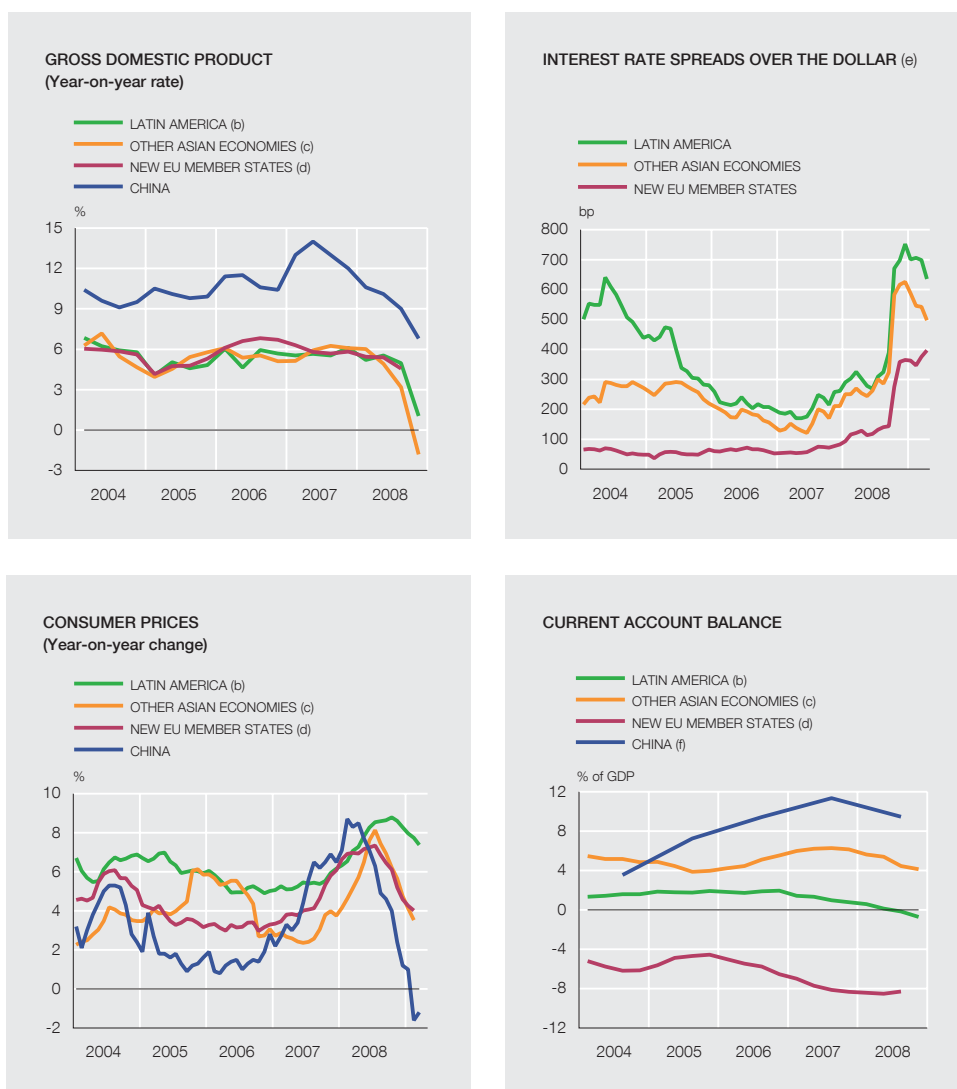 GROSS DOMESTIC PRODUCT
(Year-on-year rate)
LATIN AMERICA (b)
OTHER ASIAN ECONOMIES (c)
NEW EU MEMBER STATES (d)
CHINA
%
15
12
9
6
3
0
-3
2004 2005 2006 2007 2008
INTEREST RATE SPREADS OVER THE DOLLAR (e)
LATIN AMERICA
OTHER ASIAN ECONOMIES
NEW EU MEMBER STATES
bp
800
700
600
500
400
300
200
100
0
2004 2005 2006 2007 2008
CONSUMER PRICES
(Year-on-year change)
LATIN AMERICA (b)
OTHER ASIAN ECONOMIES (c)
NEW EU MEMBER STATES (d)
CHINA
%
10
8
6
4
2
0
-2
2004 2005 2006 2007 2008
CURRENT ACCOUNT BALANCE
LATIN AMERICA (b)
OTHER ASIAN ECONOMIES (c)
NEW EU MEMBER STATES (d)
CHINA (f)
% of GDP
12
8
4
0
-4
-8
-12
2004 2005 2006 2007 2008